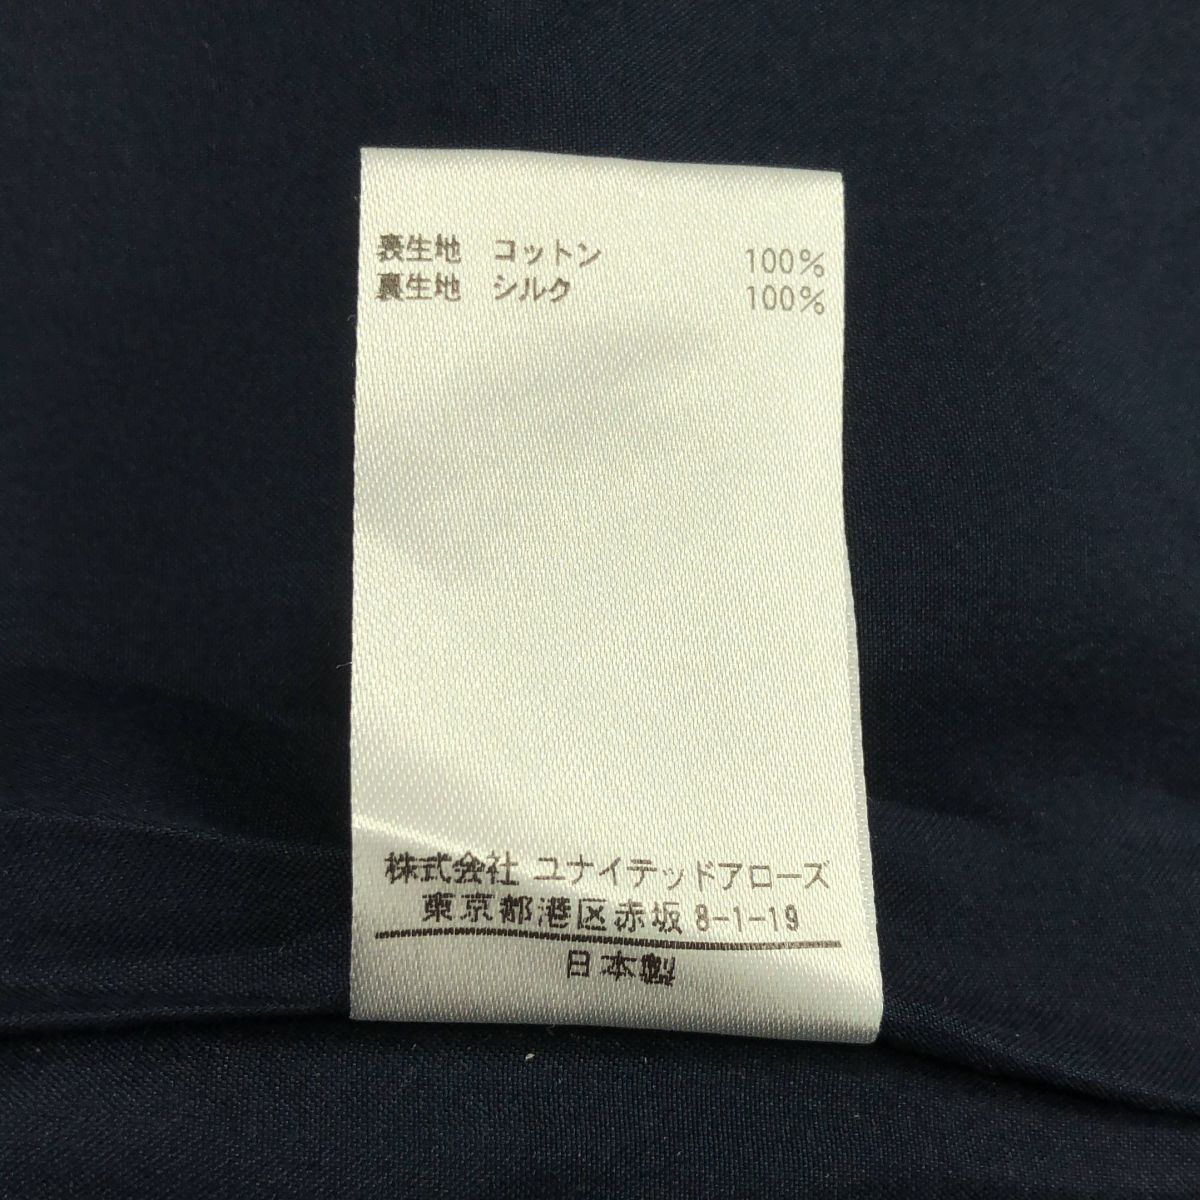 表生地 コットン 100%
裏生地 シルク 100%
株式会社 ユナイテッドアローズ
東京都港区赤坂 8-1-19
日本製